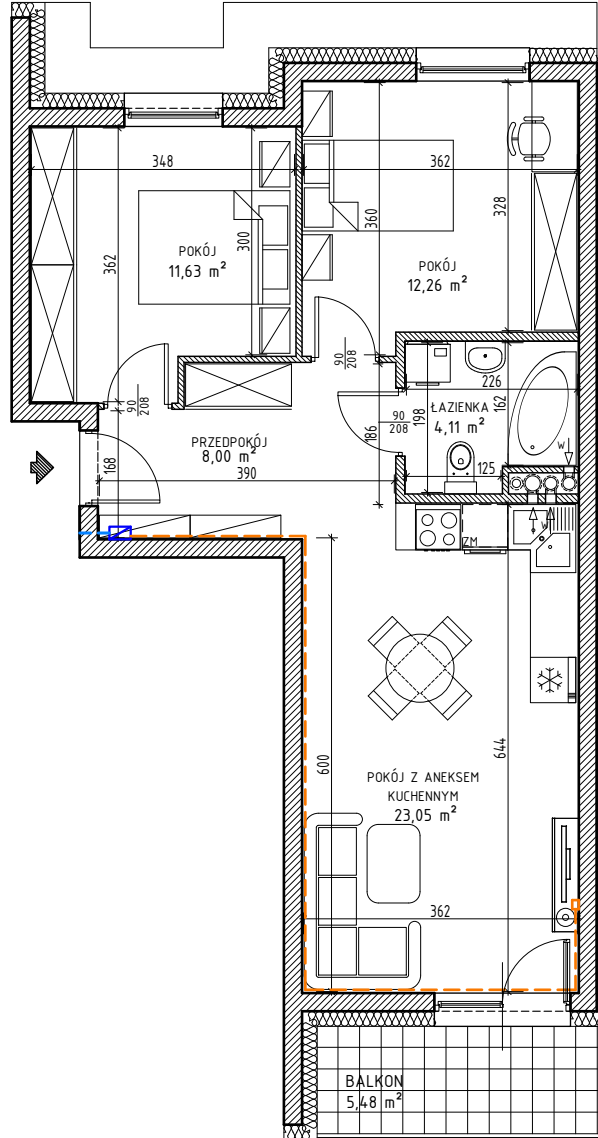 348
362
POKÓJ
11,63 m²
362
300
360
328
POKÓJ
12,26 m²
90
208
226
162
ŁAZIENKA
4,11 m²
198
90
208
186
90
208
PRZEDPOKÓJ
8,00 m²
168
390
125
W
W
ZM
600
644
POKÓJ Z ANEKSEM
KUCHENNYM
23,05 m²
362
BALKON
5,48 m²